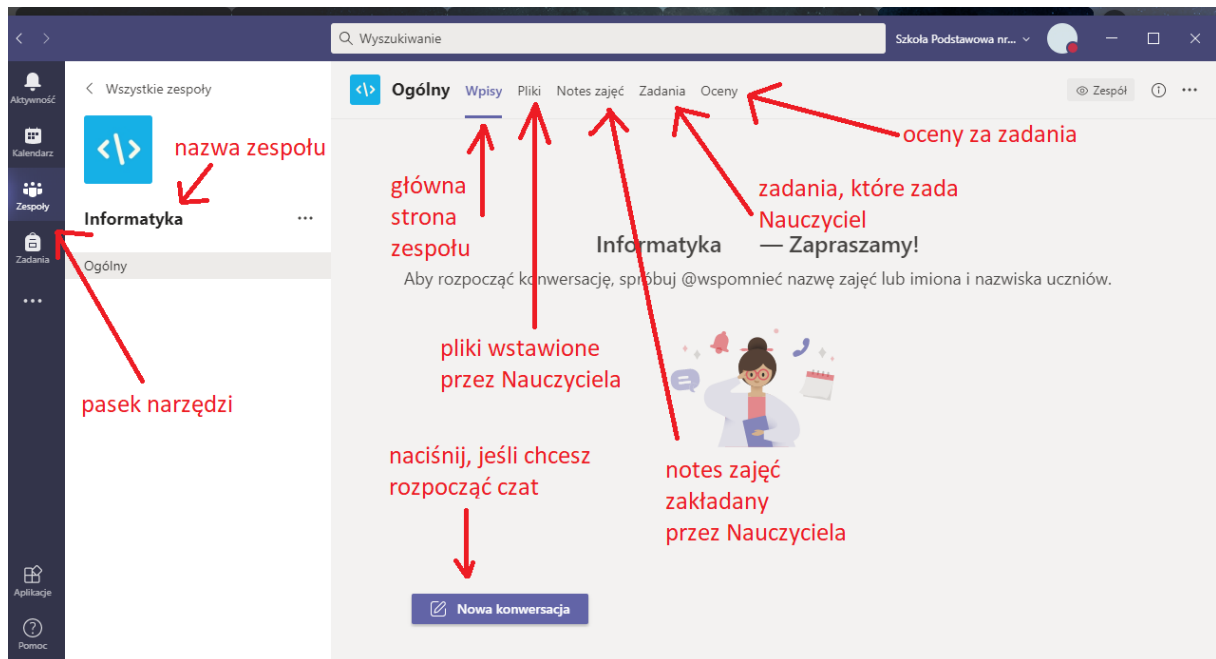 Wyszukiwanie
Szkoła Podstawowa nr...
Aktywność
Kalendarz
Zespoły
Zadania
Aplikacje
Pomoc
Wszystkie zespoły
nazwa zespołu
Informatyka
Ogólny
pasek narzędzi
Ogólny Wpisy Pliki Notes zajęć Zadania Oceny
Zespół
oceny za zadania
główna
strona
zespołu
zadania, które zada
Nauczyciel
Informatyka — Zapraszamy!
Aby rozpocząć konwersację, spróbuj @wspomnieć nazwę zajęć lub imiona i nazwiska uczniów.
pliki wstawione
przez Nauczyciela
naciśnij, jeśli chcesz
rozpocząć czat
notes zajęć
zakładany
przez Nauczyciela
Nowa konwersacja